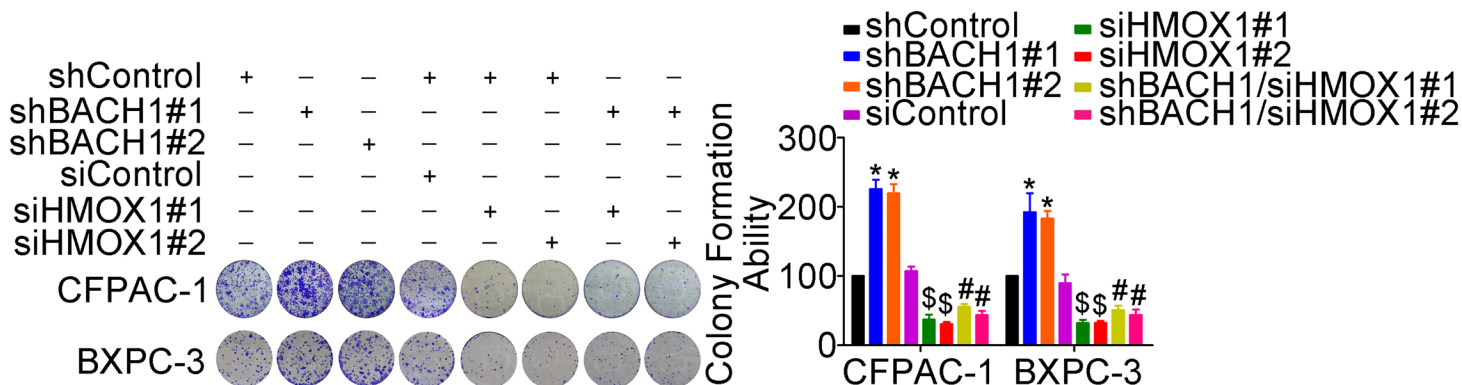 shControl + — — + + + — —
shBACH1#1 — + — — — — + +
shBACH1#2 — — + — — — — —
siControl — — — + — — — —
siHMOX1#1 — — — — + — + —
siHMOX1#2 — — — — — + — +
CFPAC-1
BXPC-3
shControl
shBACH1#1
shBACH1#2
siControl
siHMOX1#1
siHMOX1#2
shBACH1/siHMOX1#1
shBACH1/siHMOX1#2
Colony Formation
Ability
300
200
100
0
* * $ $ # #
* * $ $ # #
CFPAC-1 BXPC-3